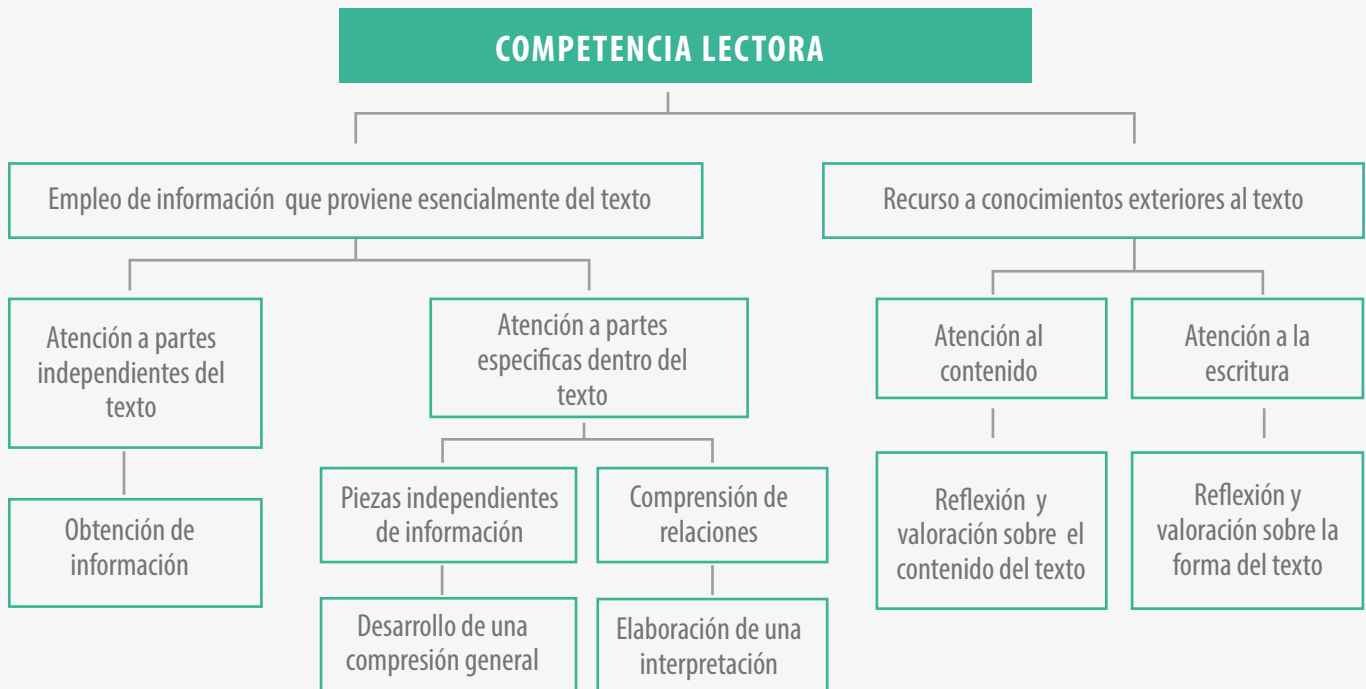 COMPETENCIA LECTORA
Empleo de información que proviene esencialmente del texto
Recurso a conocimientos exteriores al texto
Atención a partes
independientes del
texto
Atención a partes
especificas dentro del
texto
Atención al
contenido
Atención a la
escritura
Obtención de
información
Piezas independientes
de información
Comprensión de
relaciones
Reflexión y
valoración sobre el
contenido del texto
Reflexión y
valoración sobre la
forma del texto
Desarrollo de una
compresión general
Elaboración de una
interpretación